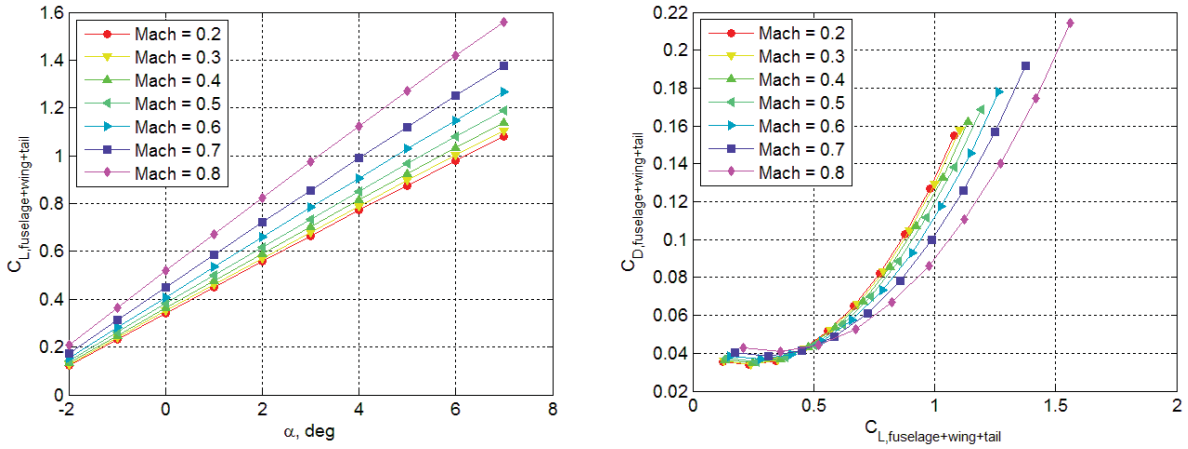 1.6
1.4
1.2
1
0.8
0.6
0.4
0.2
0
-2
0
2
4
6
8
C_L,fuselage+wing+tail
α, deg
Mach = 0.2
Mach = 0.3
Mach = 0.4
Mach = 0.5
Mach = 0.6
Mach = 0.7
Mach = 0.8
0.22
0.2
0.18
0.16
0.14
0.12
0.1
0.08
0.06
0.04
0.02
0
0.5
1
1.5
2
C_D,fuselage+wing+tail
C_L,fuselage+wing+tail
Mach = 0.2
Mach = 0.3
Mach = 0.4
Mach = 0.5
Mach = 0.6
Mach = 0.7
Mach = 0.8